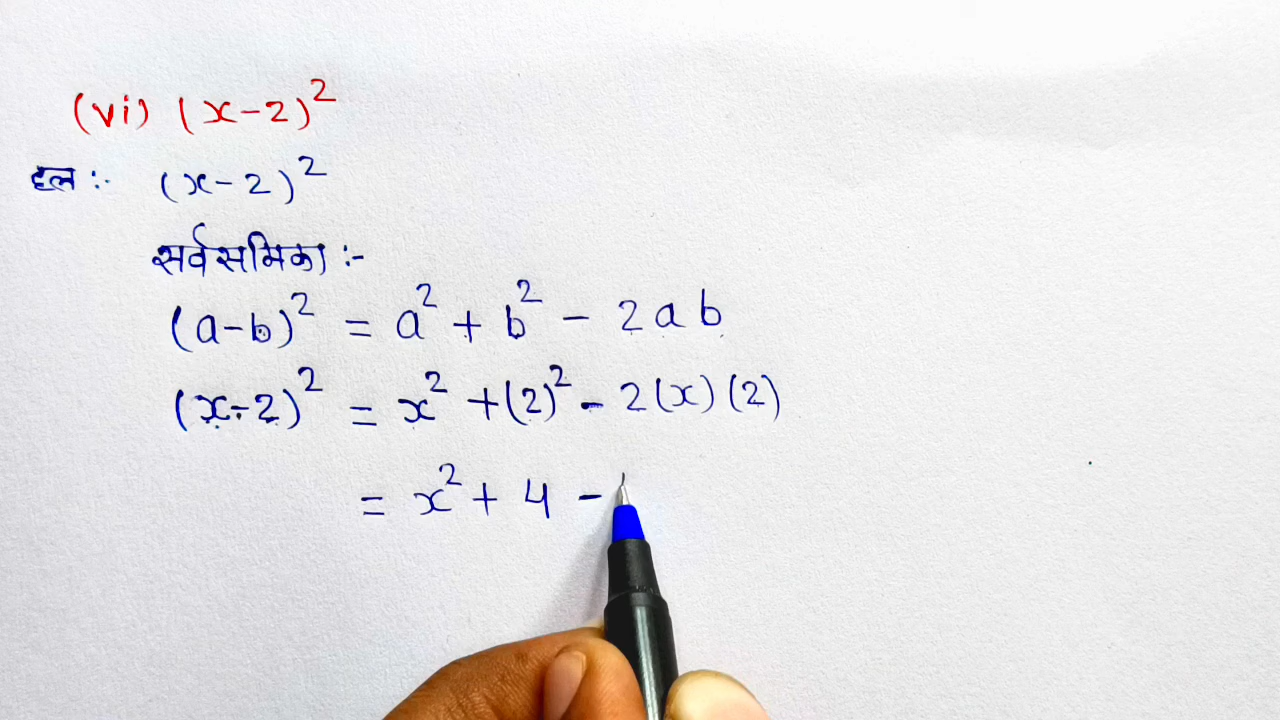 (vi) (x-2)²
हल :- (x-2)²
सर्वसमिका :-
(a-b)² = a² + b² - 2ab
(x-2)² = x² + (2)² - 2(x)(2)
= x² + 4 -